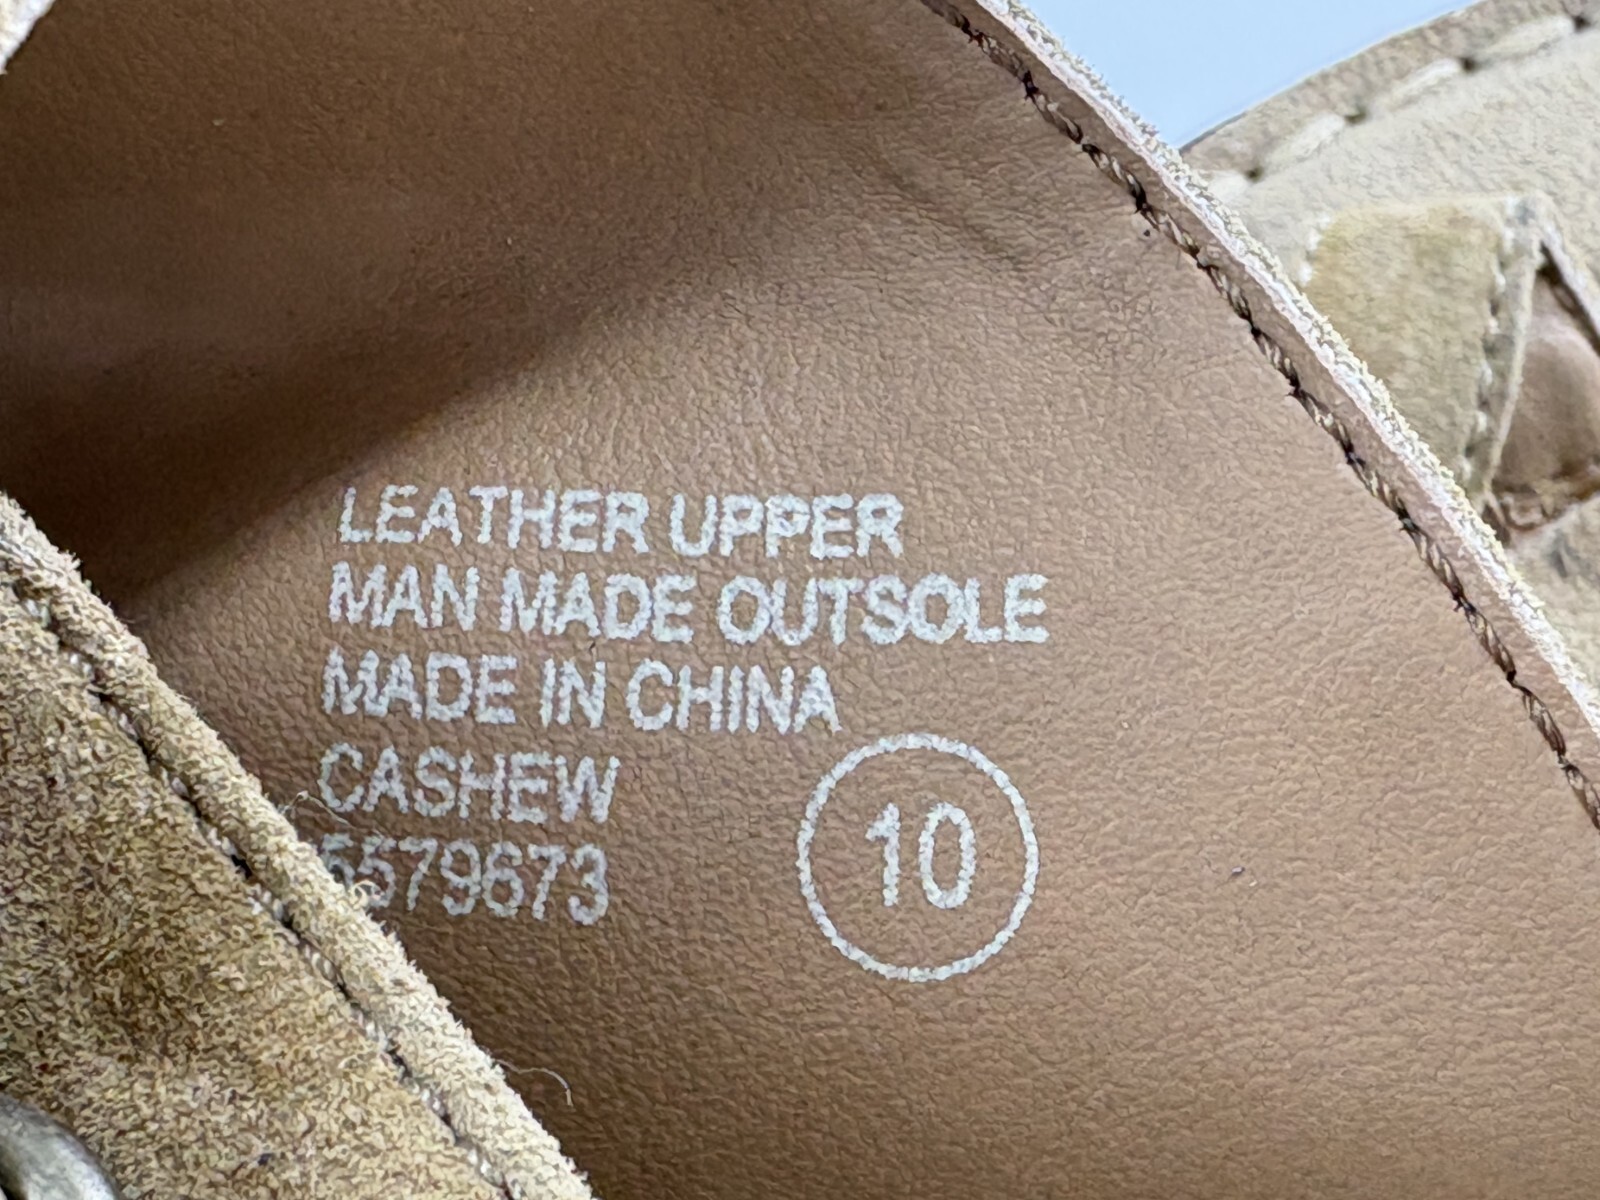 LEATHER UPPER
MAN MADE OUTSOLE
MADE IN CHINA
CASHEW
5579673
10